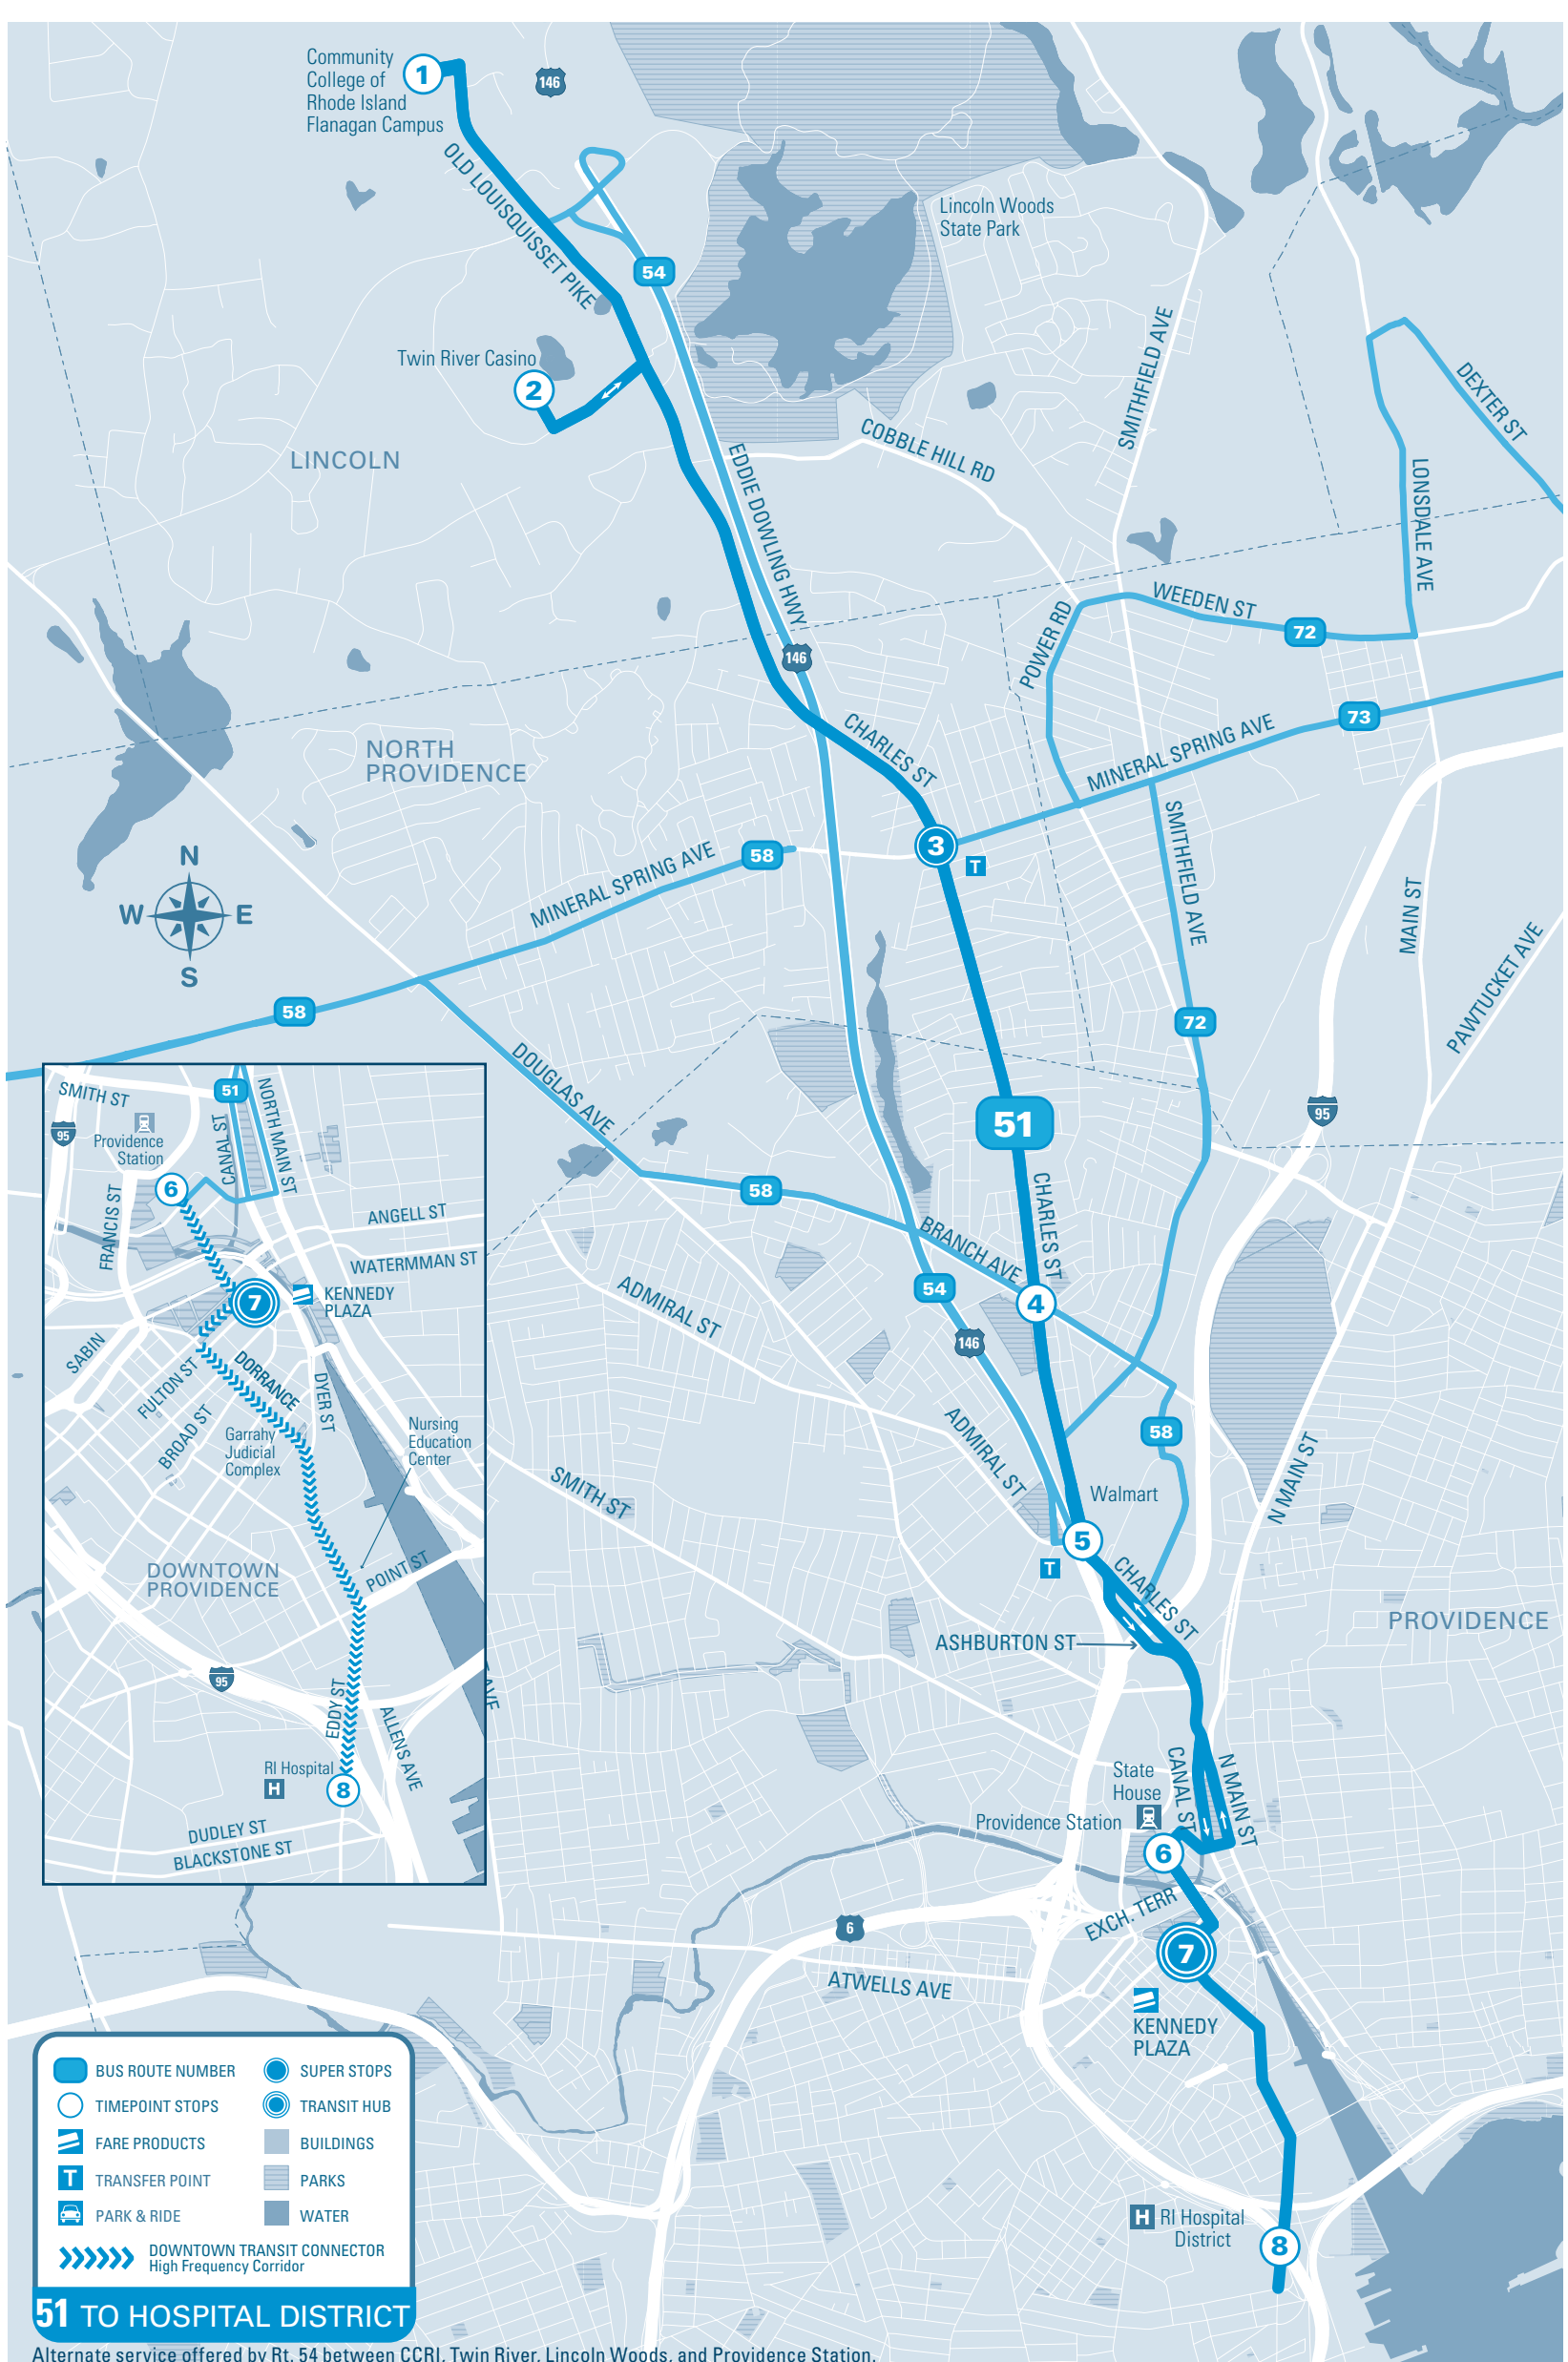 Community
College of
Rhode Island
Flanagan Campus
1
146
OLD LOUISQUISSET PIKE
54
Lincoln Woods
State Park
Twin River Casino
2
LINCOLN
EDDIE DOWLING HWY
COBBLE HILL RD
SMITHFIELD AVE
DEXTER ST
LONSDALE AVE
WEEDEN ST
72
POWER RD
146
73
MINERAL SPRING AVE
CHARLES ST
NORTH
PROVIDENCE
3
T
58
MINERAL SPRING AVE
SMITHFIELD AVE
MAIN ST
PAWTUCKET AVE
N
W
E
S
58
72
95
DOUGLAS AVE
51
CHARLES ST
58
BRANCH AVE
54
4
146
ADMIRAL ST
ADMIRAL ST
58
N MAIN ST
SMITH ST
Walmart
5
T
CHARLES ST
ASHBURTON ST
PROVIDENCE
State
House
Providence Station
CANAL ST
N MAIN ST
6
EXCH. TERR
6
7
ATWELLS AVE
KENNEDY
PLAZA
H
RI Hospital
District
8
SMITH ST
51
NORTH MAIN ST
CANAL ST
95
Providence
Station
6
FRANCIS ST
ANGELL ST
WATERMMAN ST
7
KENNEDY
PLAZA
SABIN
FULTON ST
DORRANCE
DYER ST
BROAD ST
Garrahy
Judicial
Complex
Nursing
Education
Center
DOWNTOWN
PROVIDENCE
POINT ST
95
EDDY ST
ALLENS AVE
AVE
RI Hospital
H
8
DUDLEY ST
BLACKSTONE ST
BUS ROUTE NUMBER
SUPER STOPS
TIMEPOINT STOPS
TRANSIT HUB
FARE PRODUCTS
BUILDINGS
T
TRANSFER POINT
PARKS
PARK & RIDE
WATER
DOWNTOWN TRANSIT CONNECTOR
High Frequency Corridor
51 TO HOSPITAL DISTRICT
Alternate service offered by Rt. 54 between CCRI, Twin River, Lincoln Woods, and Providence Station.